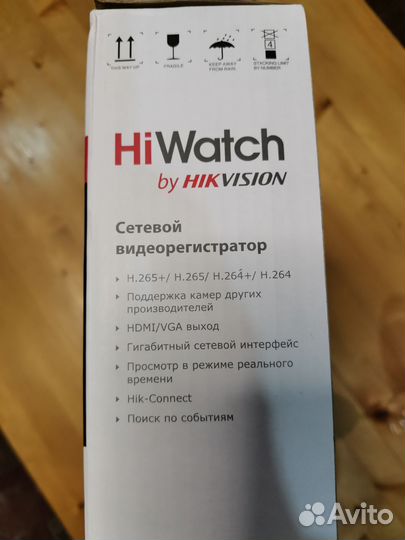 THIS WAY UP
FRAGILE
KEEP AWAY
FROM RAIN
4
STACKING LIMIT
BY NUMBER
HiWatch
by HIKVISION
Сетевой
видеорегистратор
H.265+/ H.265/ H.264+/ H.264
Поддержка камер других
производителей
HDMI/VGA выход
Гигабитный сетевой интерфейс
Просмотр в режиме реального
времени
Hik-Connect
Поиск по событиям
Avito